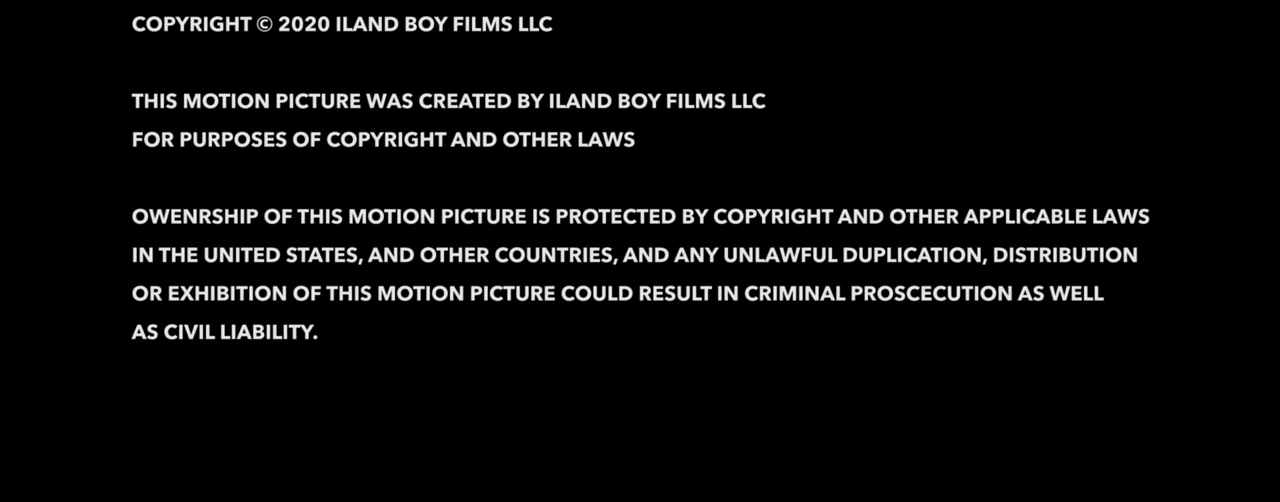 COPYRIGHT © 2020 ILAND BOY FILMS LLC
THIS MOTION PICTURE WAS CREATED BY ILAND BOY FILMS LLC
FOR PURPOSES OF COPYRIGHT AND OTHER LAWS
OWENRSHIP OF THIS MOTION PICTURE IS PROTECTED BY COPYRIGHT AND OTHER APPLICABLE LAWS
IN THE UNITED STATES, AND OTHER COUNTRIES, AND ANY UNLAWFUL DUPLICATION, DISTRIBUTION
OR EXHIBITION OF THIS MOTION PICTURE COULD RESULT IN CRIMINAL PROSCECUTION AS WELL
AS CIVIL LIABILITY.